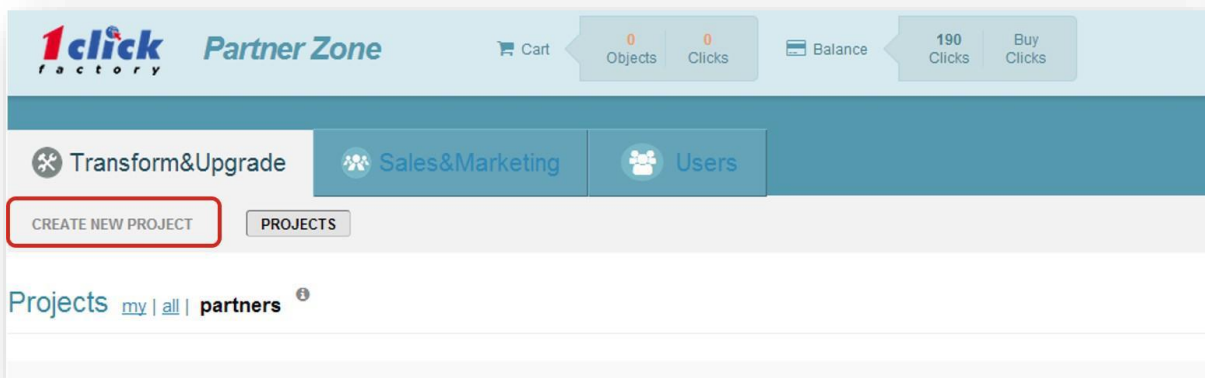 1click factory Partner Zone Cart 0 Objects 0 Clicks Balance 190 Clicks Buy Clicks
Transform&Upgrade Sales&Marketing Users
CREATE NEW PROJECT PROJECTS
Projects my | all | partners